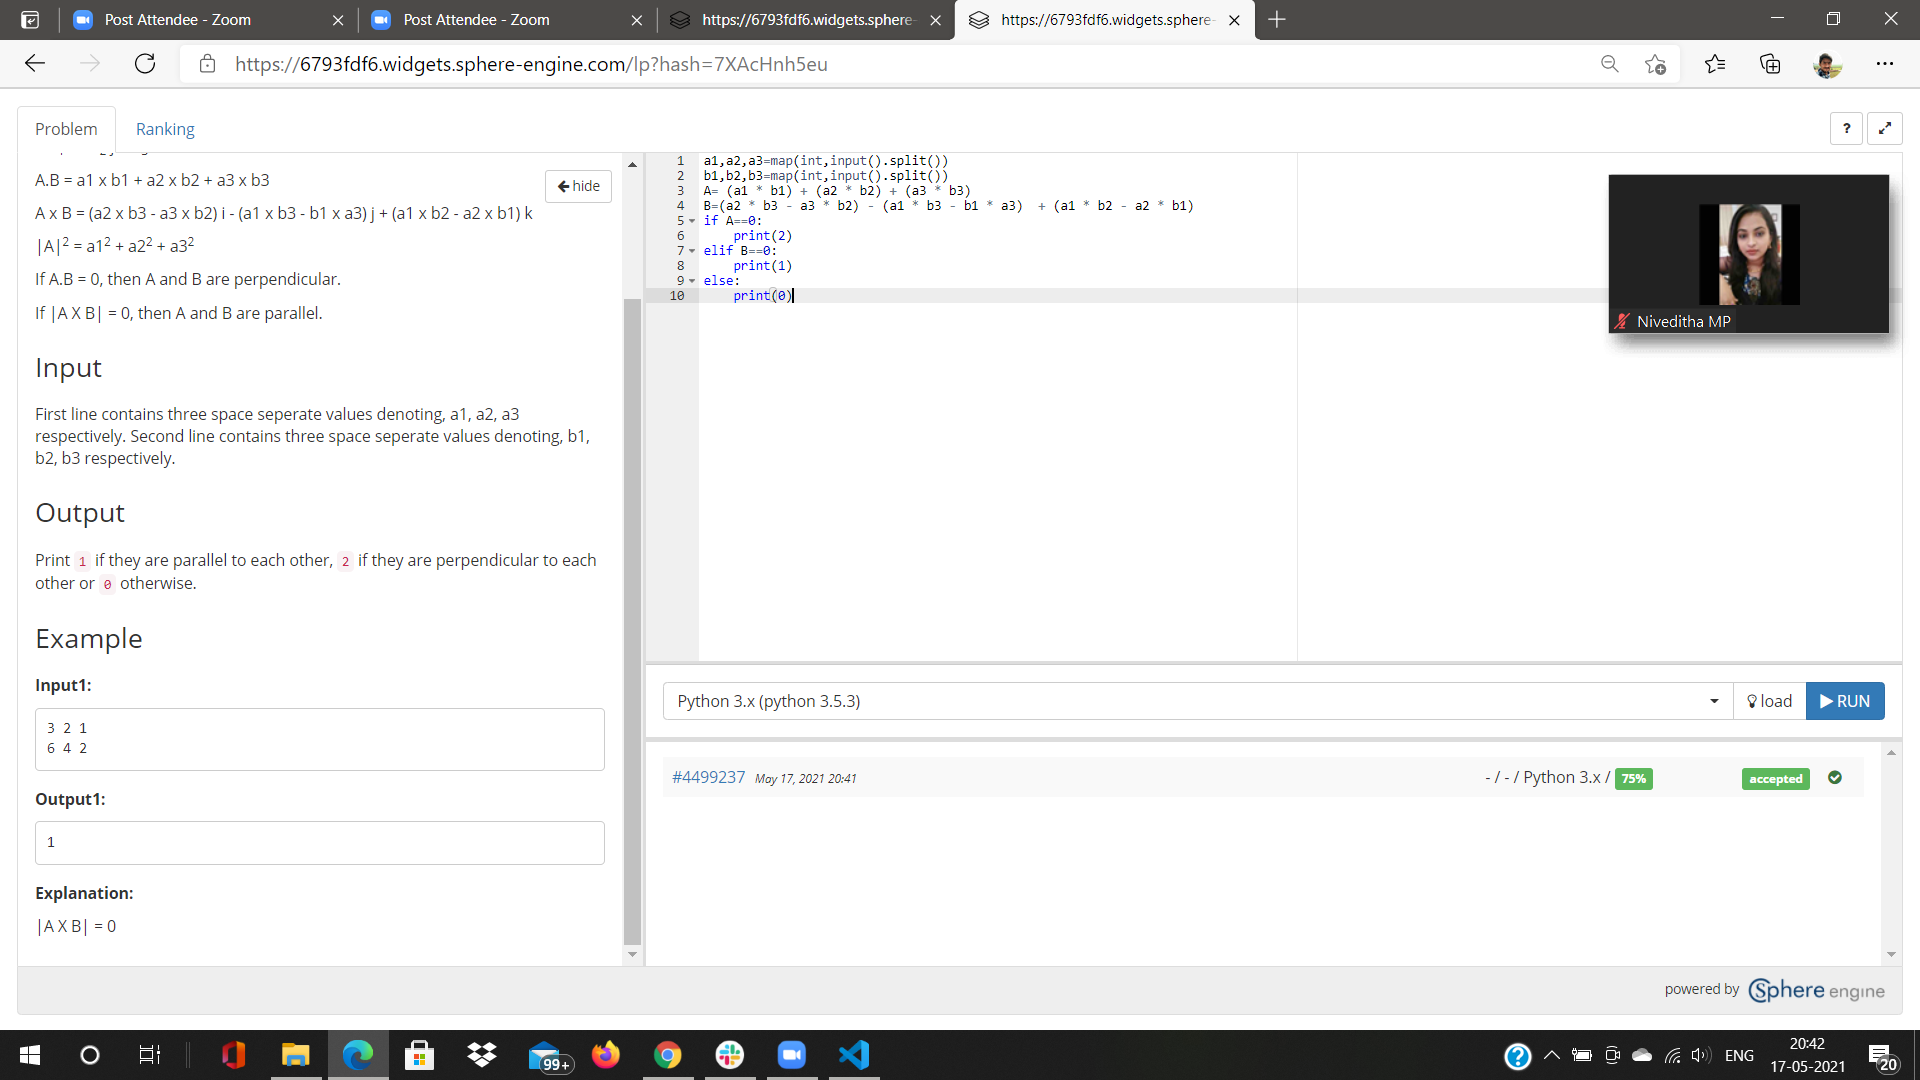 Post Attendee - Zoom
Post Attendee - Zoom
https://6793fdf6.widgets.sphere-
https://6793fdf6.widgets.sphere-
https://6793fdf6.widgets.sphere-engine.com/lp?hash=7XAcHnh5eu
Problem
Ranking
?
A.B = a1 x b1 + a2 x b2 + a3 x b3
hide
A x B = (a2 x b3 - a3 x b2) i - (a1 x b3 - b1 x a3) j + (a1 x b2 - a2 x b1) k
|A|² = a1² + a2² + a3²
If A.B = 0, then A and B are perpendicular.
If |A X B| = 0, then A and B are parallel.
Input
First line contains three space seperate values denoting, a1, a2, a3
respectively. Second line contains three space seperate values denoting, b1,
b2, b3 respectively.
Output
Print 1 if they are parallel to each other, 2 if they are perpendicular to each
other or 0 otherwise.
Example
Input1:
3 2 1
6 4 2
Output1:
1
Explanation:
|A X B| = 0
1 a1,a2,a3=map(int,input().split())
2 b1,b2,b3=map(int,input().split())
3 A= (a1 * b1) + (a2 * b2) + (a3 * b3)
4 B=(a2 * b3 - a3 * b2) - (a1 * b3 - b1 * a3)  + (a1 * b2 - a2 * b1)
5 if A==0:
6     print(2)
7 elif B==0:
8     print(1)
9 else:
10     print(0)
Niveditha MP
Python 3.x (python 3.5.3)
load
RUN
#4499237 May 17, 2021 20:41
- / - / Python 3.x / 75%
accepted
powered by Sphere engine
99+
?
ENG
20:42
17-05-2021
20